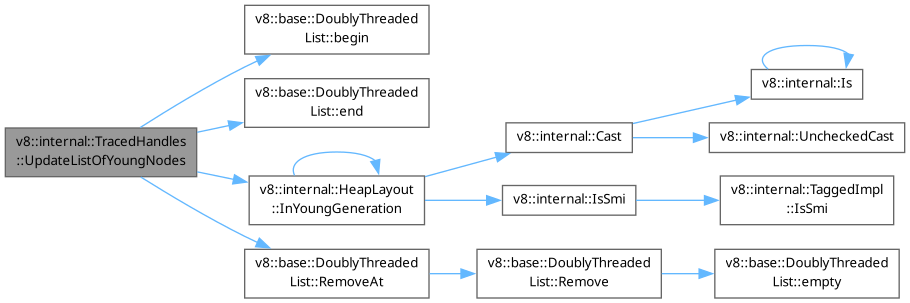 v8::internal::TracedHandles
::UpdateListOfYoungNodes
v8::base::DoublyThreaded
List::begin
v8::base::DoublyThreaded
List::end
v8::internal::HeapLayout
::InYoungGeneration
v8::internal::Cast
v8::internal::Is
v8::internal::UncheckedCast
v8::internal::IsSmi
v8::internal::TaggedImpl
::IsSmi
v8::base::DoublyThreaded
List::RemoveAt
v8::base::DoublyThreaded
List::Remove
v8::base::DoublyThreaded
List::empty